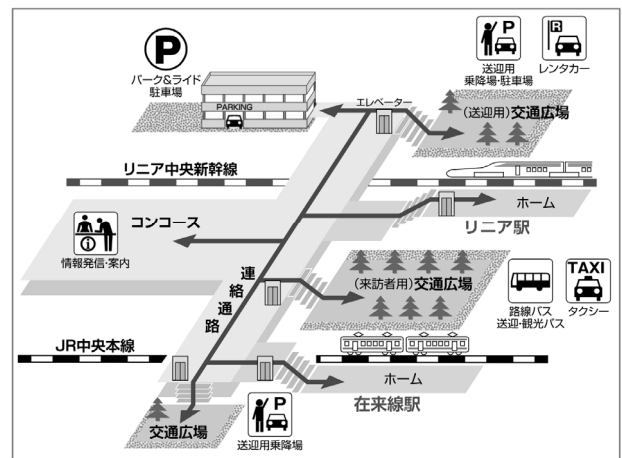 P
パーク&ライド
駐車場
PARKING
エレベーター
P
送迎用
乗降場・駐車場
R
レンタカー
(送迎用)交通広場
リニア中央新幹線
ホーム
リニア駅
コンコース
情報発信・案内
連絡通路
(来訪者用)交通広場
路線バス
送迎・観光バス
TAXI
タクシー
JR中央本線
ホーム
在来線駅
交通広場
P
送迎用乗降場